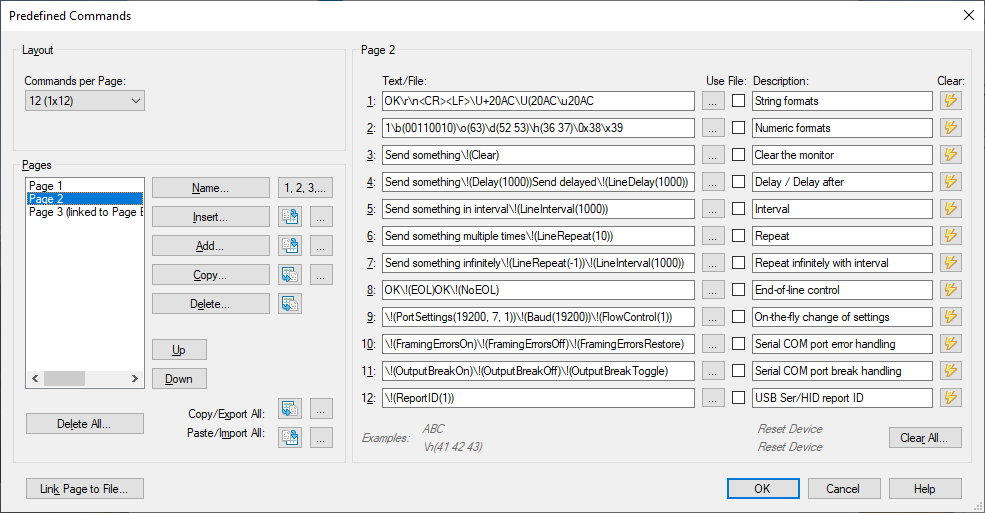 Predefined Commands
Layout
Commands per Page:
12 (1x12)
Pages
Page 1
Page 2
Page 3 (linked to Page E
Name...
1, 2, 3,...
Insert...
...
Add...
...
Copy...
...
Delete...
Up
Down
Delete All...
Copy/Export All:
...
Paste/Import All:
...
Link Page to File...
Page 2
Text/File: Use File: Description: Clear:
1: OK\r\n<CR><LF>\U+20AC\U(20AC\u20AC ... String formats
2: 1\b(00110010)\o(63)\d(52 53)\h(36 37)\0x38\x39 ... Numeric formats
3: Send something\!(Clear) ... Clear the monitor
4: Send something\!(Delay(1000))Send delayed\!(LineDelay(1000)) ... Delay / Delay after
5: Send something in interval\!(LineInterval(1000)) ... Interval
6: Send something multiple times\!(LineRepeat(10)) ... Repeat
7: Send something infinitely\!(LineRepeat(-1))\!(LineInterval(1000)) ... Repeat infinitely with interval
8: OK\!(EOL)OK\!(NoEOL) ... End-of-line control
9: \!(PortSettings(19200, 7, 1))\!(Baud(19200))\!(FlowControl(1)) ... On-the-fly change of settings
10: \!(FramingErrorsOn)\!(FramingErrorsOff)\!(FramingErrorsRestore) ... Serial COM port error handling
11: \!(OutputBreakOn)\!(OutputBreakOff)\!(OutputBreakToggle) ... Serial COM port break handling
12: \!(ReportID(1)) ... USB Ser/HID report ID
Examples: ABC Reset Device
\h(41 42 43) Reset Device
Clear All...
OK
Cancel
Help